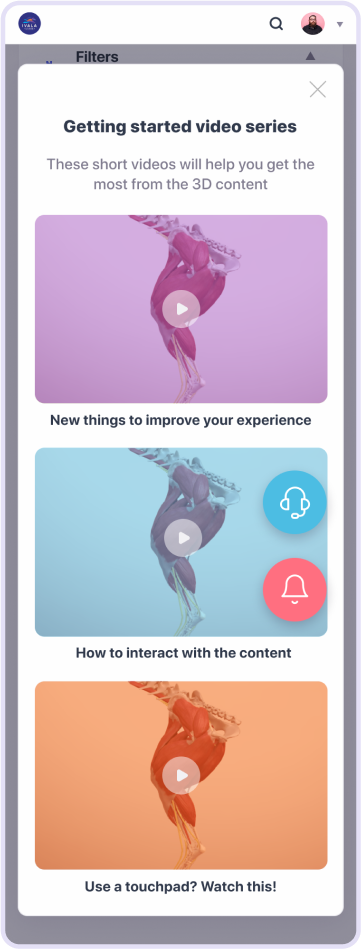 IVALA
Filters
Getting started video series
These short videos will help you get the
most from the 3D content
New things to improve your experience
How to interact with the content
Use a touchpad? Watch this!